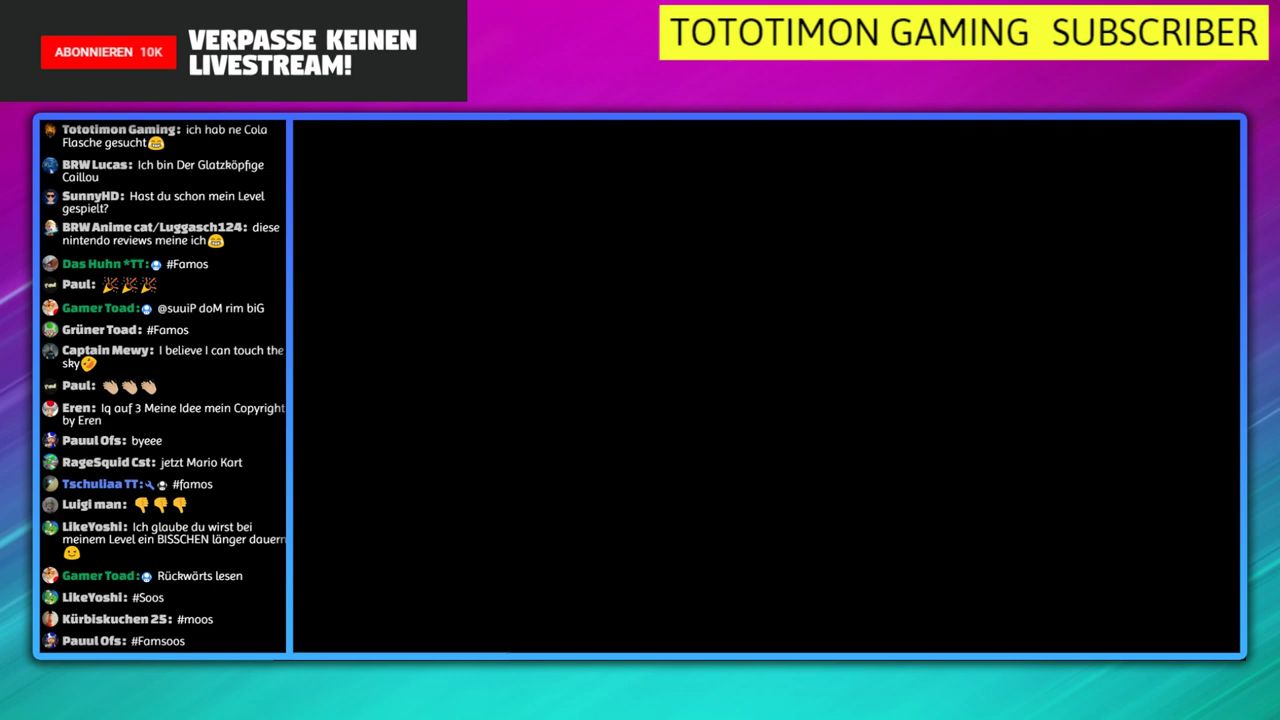 ABONNIEREN 10K
VERPASSE KEINEN
LIVESTREAM!
TOTOTIMON GAMING SUBSCRIBER
Tototimon Gaming: ich hab ne Cola
Flasche gesucht😂
BRW Lucas: Ich bin Der Glatzköpfige
Caillou
SunnyHD: Hast du schon mein Level
gespielt?
BRW Anime cat/Luggasch124: diese
nintendo reviews meine ich😂
Das Huhn *TT: #Famos
Paul: 🎉🎉🎉
Gamer Toad: @suuiP doM rim biG
Grüner Toad: #Famos
Captain Mewy: I believe I can touch the
sky🤣
Paul: 👏🏼👏🏼👏🏼
Eren: Iq auf 3 Meine Idee mein Copyright
by Eren
Pauul Ofs: byeee
RageSquid Cst: jetzt Mario Kart
Tschuliaa TT: #famos
Luigi man: 👎👎👎
LikeYoshi: Ich glaube du wirst bei
meinem Level ein BISSCHEN länger dauern
🙂
Gamer Toad: Rückwärts lesen
LikeYoshi: #Soos
Kürbiskuchen 25: #moos
Pauul Ofs: #Famsoos